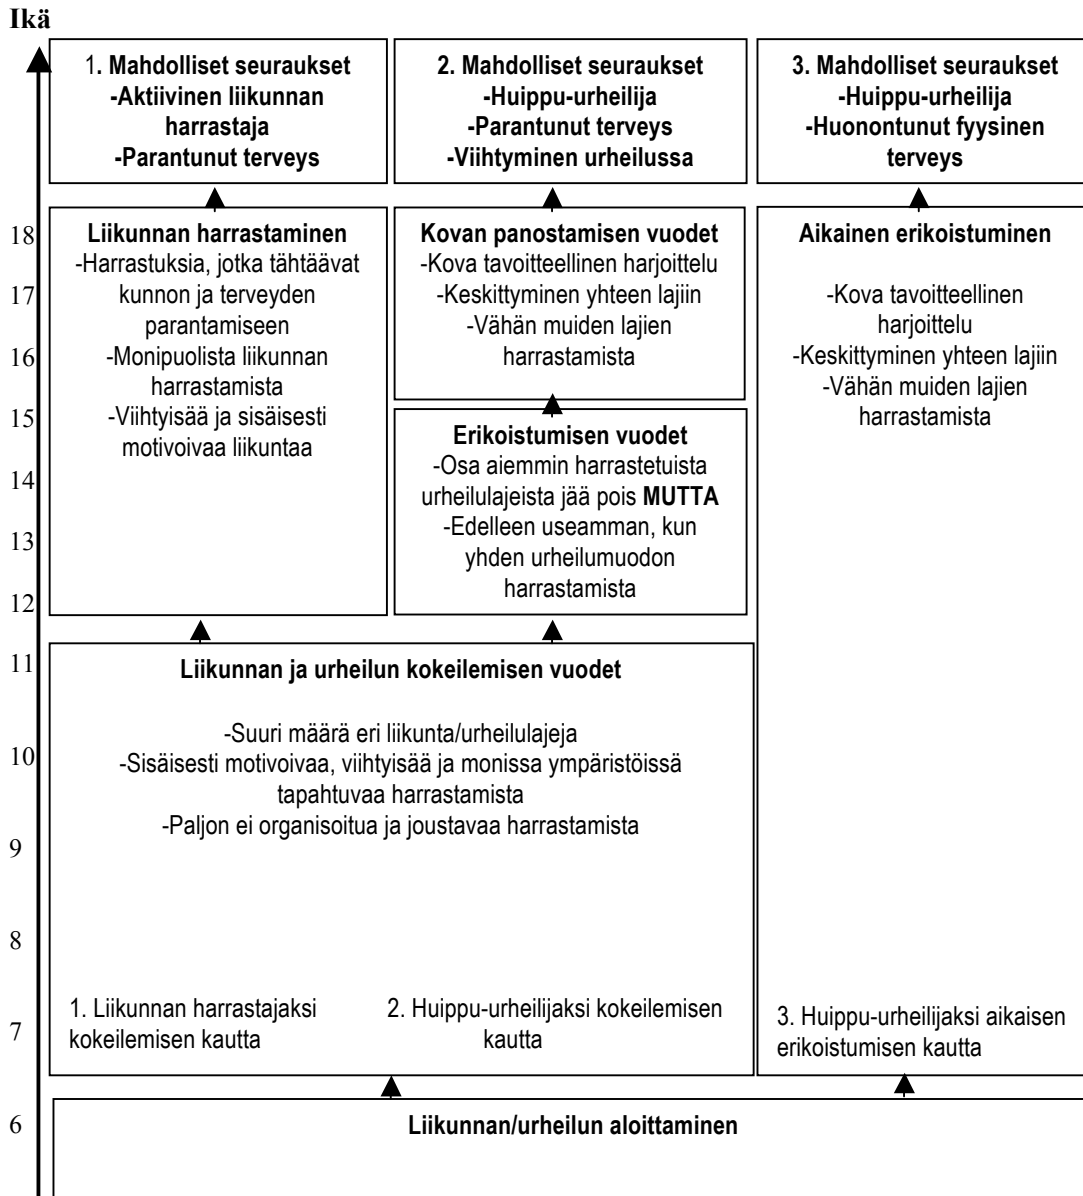 Ikä
1. Mahdolliset seuraukset
-Aktiivinen liikunnan
harrastaja
-Parantunut terveys
2. Mahdolliset seuraukset
-Huippu-urheilija
-Parantunut terveys
-Viihtyminen urheilussa
3. Mahdolliset seuraukset
-Huippu-urheilija
-Huonontunut fyysinen
terveys
18
17
16
15
14
13
12
11
10
9
8
7
6
Liikunnan harrastaminen
-Harrastuksia, jotka tähtäävät
kunnon ja terveyden
parantamiseen
-Monipuolista liikunnan
harrastamista
-Viihtyisää ja sisäisesti
motivoivaa liikuntaa
Kovan panostamisen vuodet
-Kova tavoitteellinen harjoittelu
-Keskittyminen yhteen lajiin
-Vähän muiden lajien
harrastamista
Erikoistumisen vuodet
-Osa aiemmin harrastetuista
urheilulajeista jää pois MUTTA
-Edelleen useamman, kun
yhden urheilumuodon
harrastamista
Aikainen erikoistuminen
-Kova tavoitteellinen
harjoittelu
-Keskittyminen yhteen lajiin
-Vähän muiden lajien
harrastamista
Liikunnan ja urheilun kokeilemisen vuodet
-Suuri määrä eri liikunta/urheilulajeja
-Sisäisesti motivoivaa, viihtyisää ja monissa ympäristöissä
tapahtuvaa harrastamista
-Paljon ei organisoitua ja joustavaa harrastamista
1. Liikunnan harrastajaksi
kokeilemisen kautta
2. Huippu-urheilijaksi kokeilemisen
kautta
3. Huippu-urheilijaksi aikaisen
erikoistumisen kautta
Liikunnan/urheilun aloittaminen